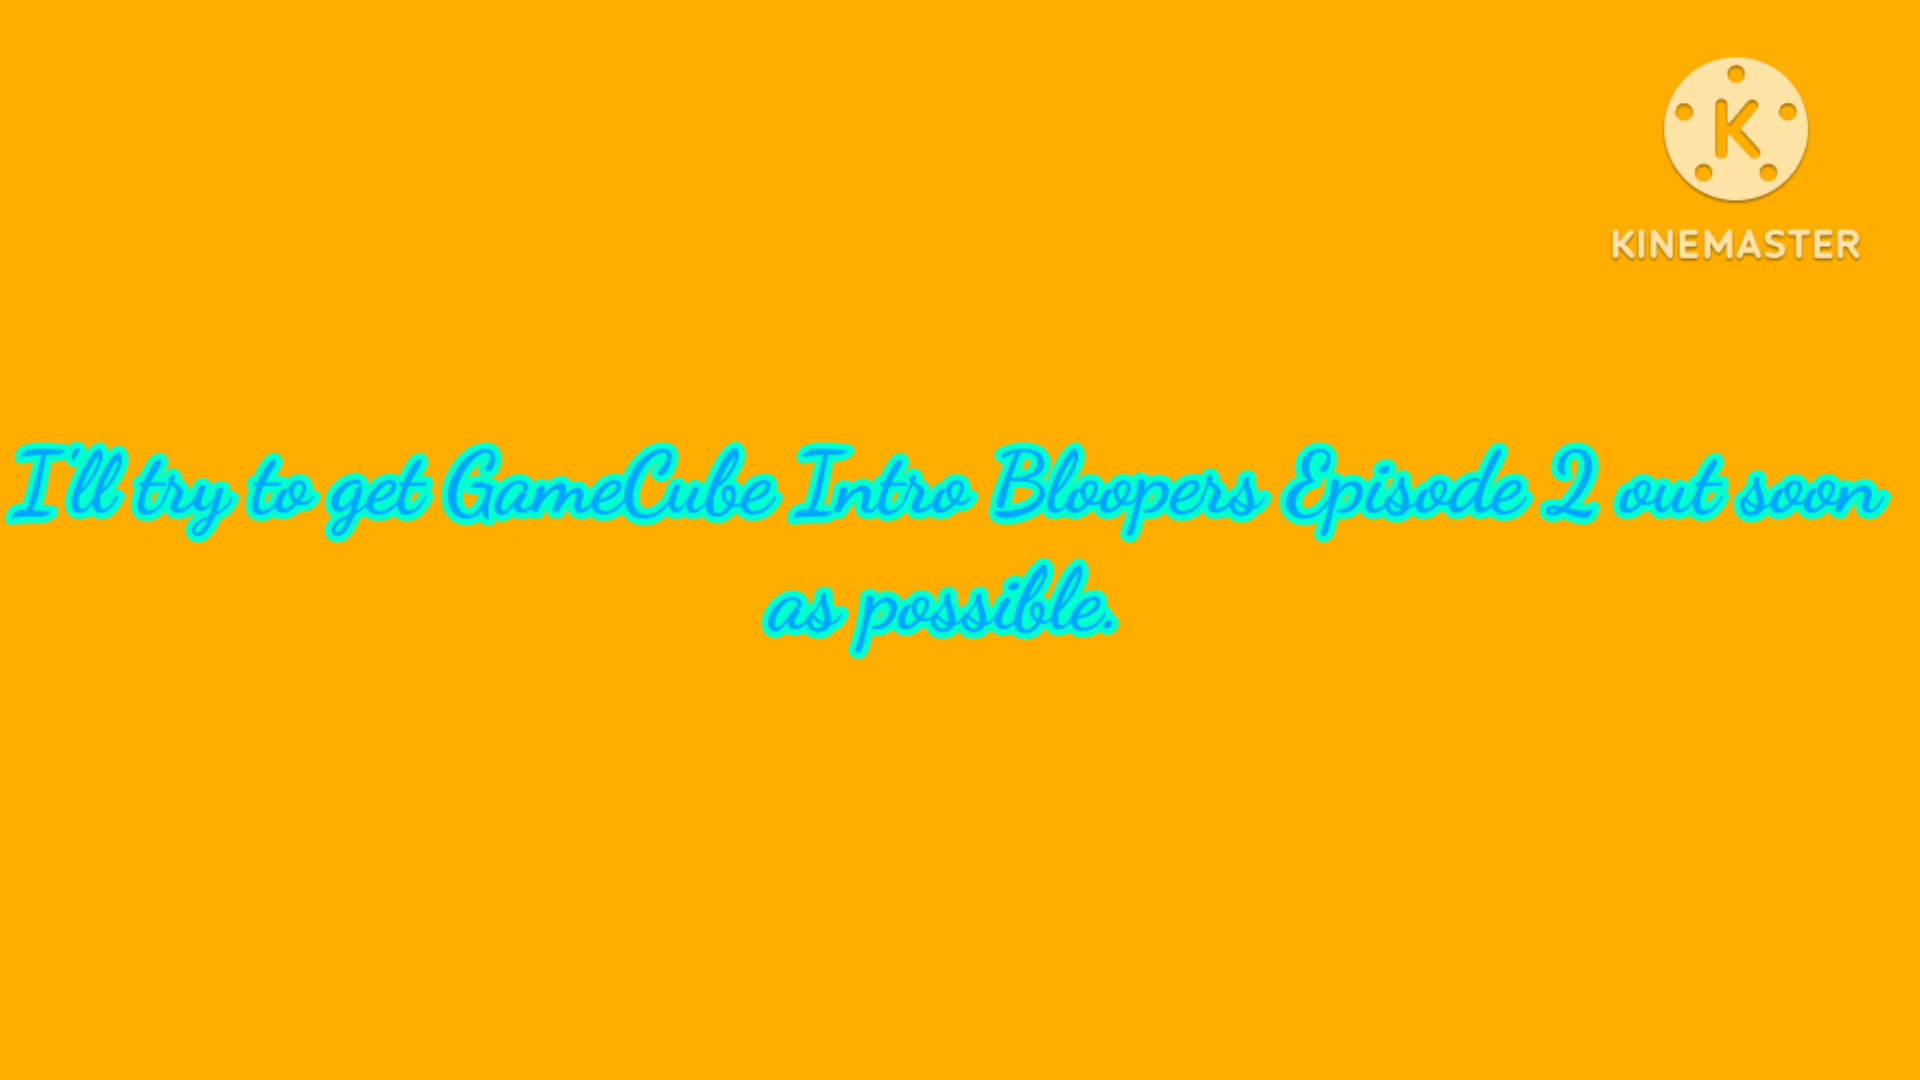 K
KINEMASTER
I'll try to get GameCube Intro Bloopers Episode 2 out soon
as possible.